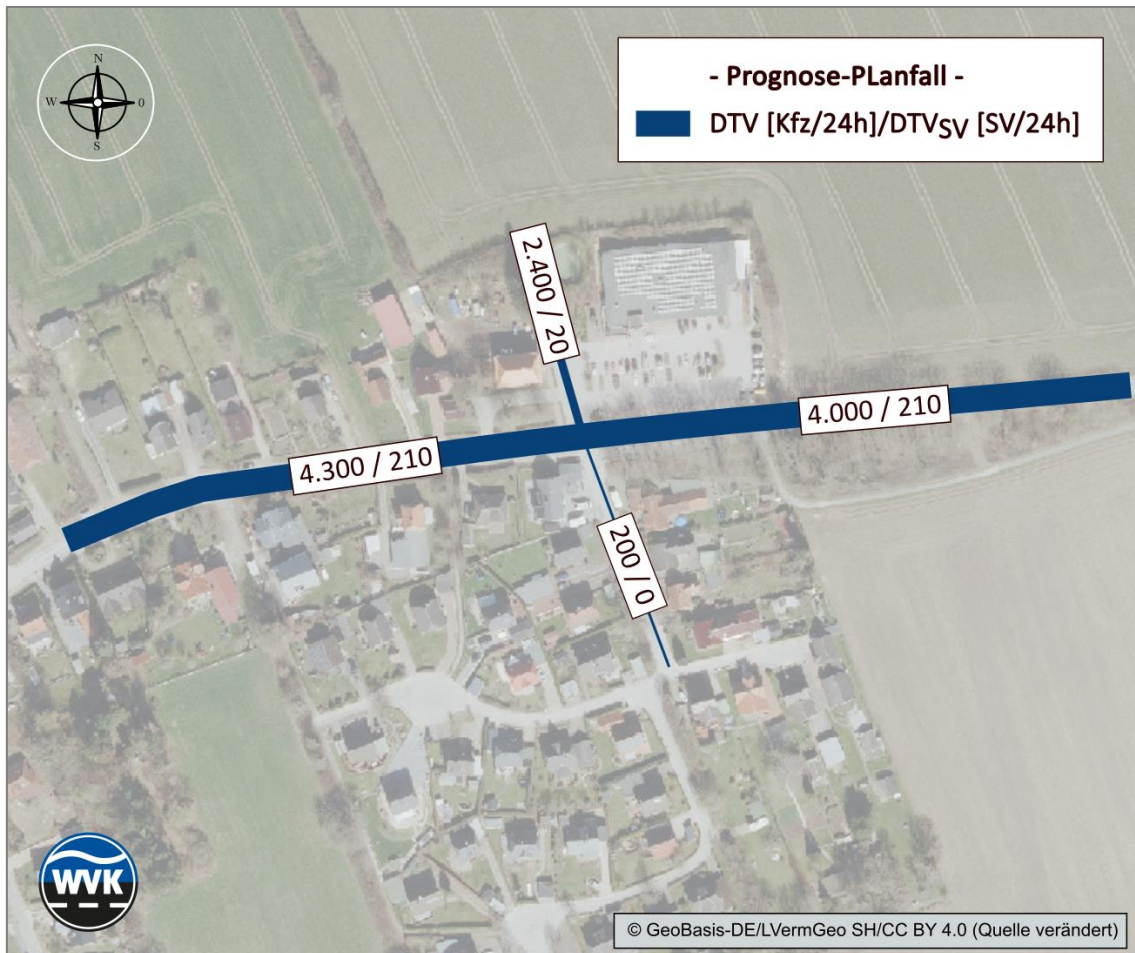 N
W
O
S
- Prognose-PLanfall -
DTV [Kfz/24h]/DTVSV [SV/24h]
2.400 / 20
4.000 / 210
4.300 / 210
200 / 0
WVK
© GeoBasis-DE/LVermGeo SH/CC BY 4.0 (Quelle verändert)